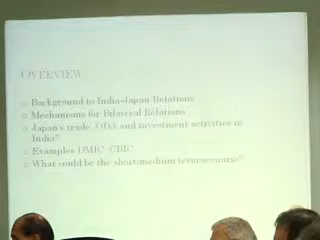 OVERVIEW
Background to India-Japan Relations
Mechanisms for Bilateral Relations
Japan's trade, ODA and investment activities in
India?
Examples DMIC, CBIC
What could be the short/medium term scenario?